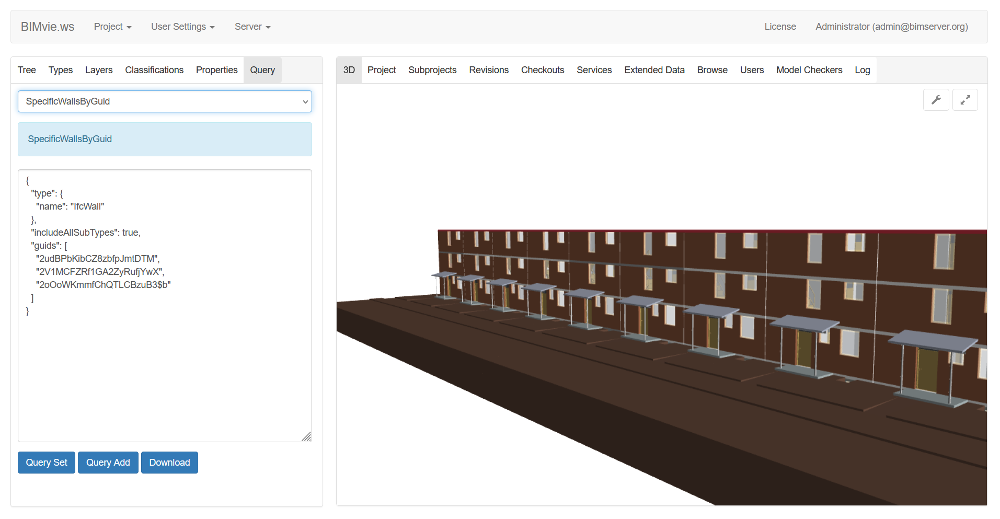 BIMvie.ws Project User Settings Server License Administrator (admin@bimserver.org)
Tree Types Layers Classifications Properties Query
SpecificWallsByGuid
SpecificWallsByGuid
{
"type": {
"name": "IfcWall"
},
"includeAllSubTypes": true,
"guids": [
"2udBPbKibCZ8zbfpJmtDTM",
"2V1MCFZRf1GA2ZyRufjYwX",
"2oOoWKmmfChQTLCBzuB3$b"
]
}
Query Set Query Add Download
3D Project Subprojects Revisions Checkouts Services Extended Data Browse Users Model Checkers Log